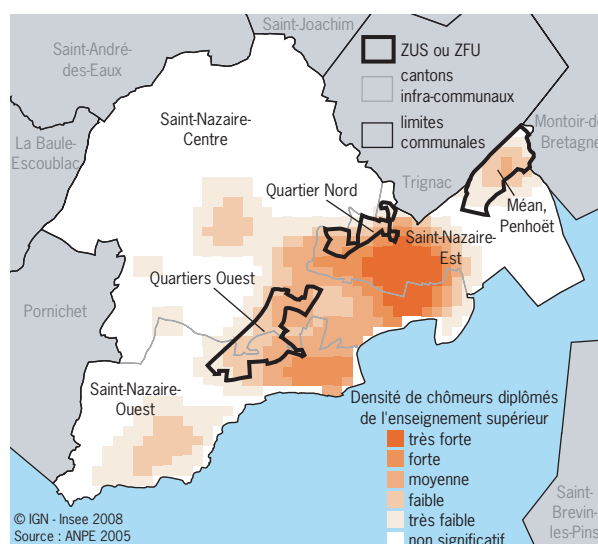 Saint-Joachim
Saint-André-
des-Eaux
ZUS ou ZFU
cantons
infra-communaux
limites
communales
Saint-Nazaire-
Centre
La Baule-
Escoublac
Montoir-de-
Bretagne
Trignac
Quartier Nord
Méan,
Penhoët
Saint-Nazaire-
Est
Quartiers Ouest
Pornichet
Saint-Nazaire-
Ouest
Densité de chômeurs diplômés
de l'enseignement supérieur
très forte
forte
moyenne
faible
très faible
non significatif
Saint-
Brevin-
les-Pins
© IGN - Insee 2008
Source : ANPE 2005